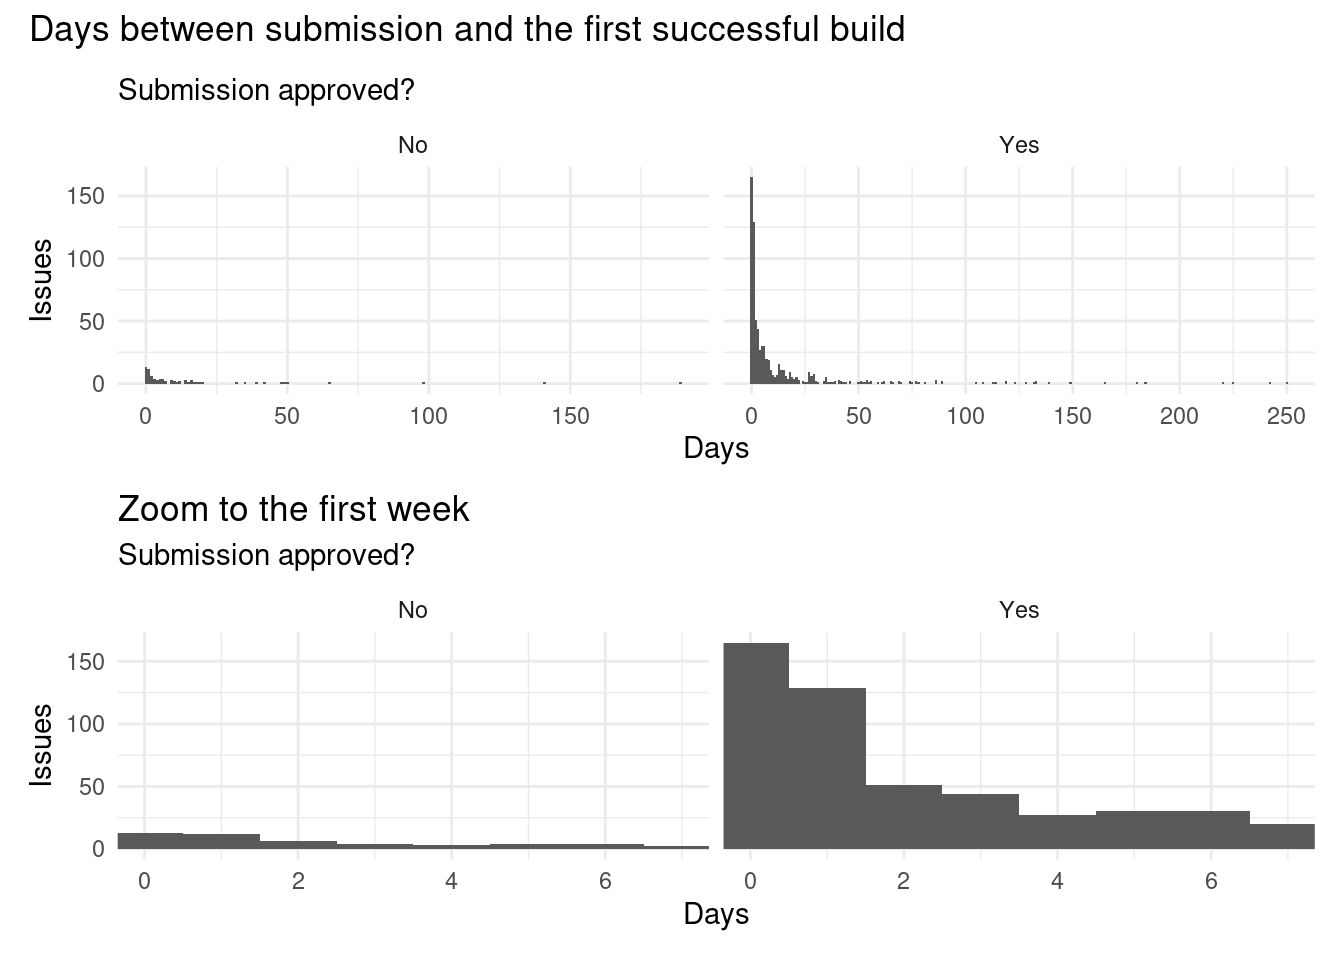 Days between submission and the first successful build
Submission approved?
No Yes
150
100
50
0
Issues
0 50 100 150 0 50 100 150 200 250
Days
Zoom to the first week
Submission approved?
No Yes
150
100
50
0
Issues
0 2 4 6 0 2 4 6
Days